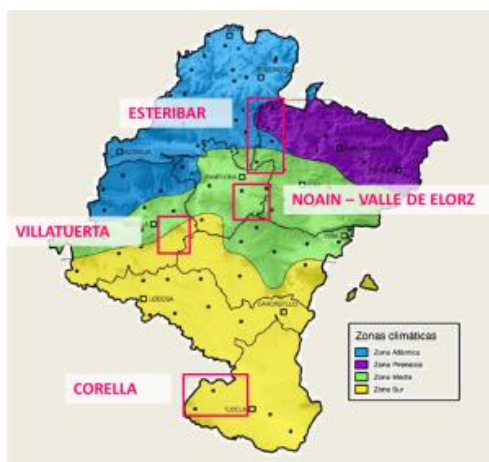 ESTERIBAR
PAMPLONA
NOAIN – VALLE DE ELORZ
VILLATUERTA
LODOSA
CARCASTILLO
Zonas climáticas
Zona Atlántica
Zona Pirenaica
Zona Media
Zona Sur
CORELLA
TUDELA